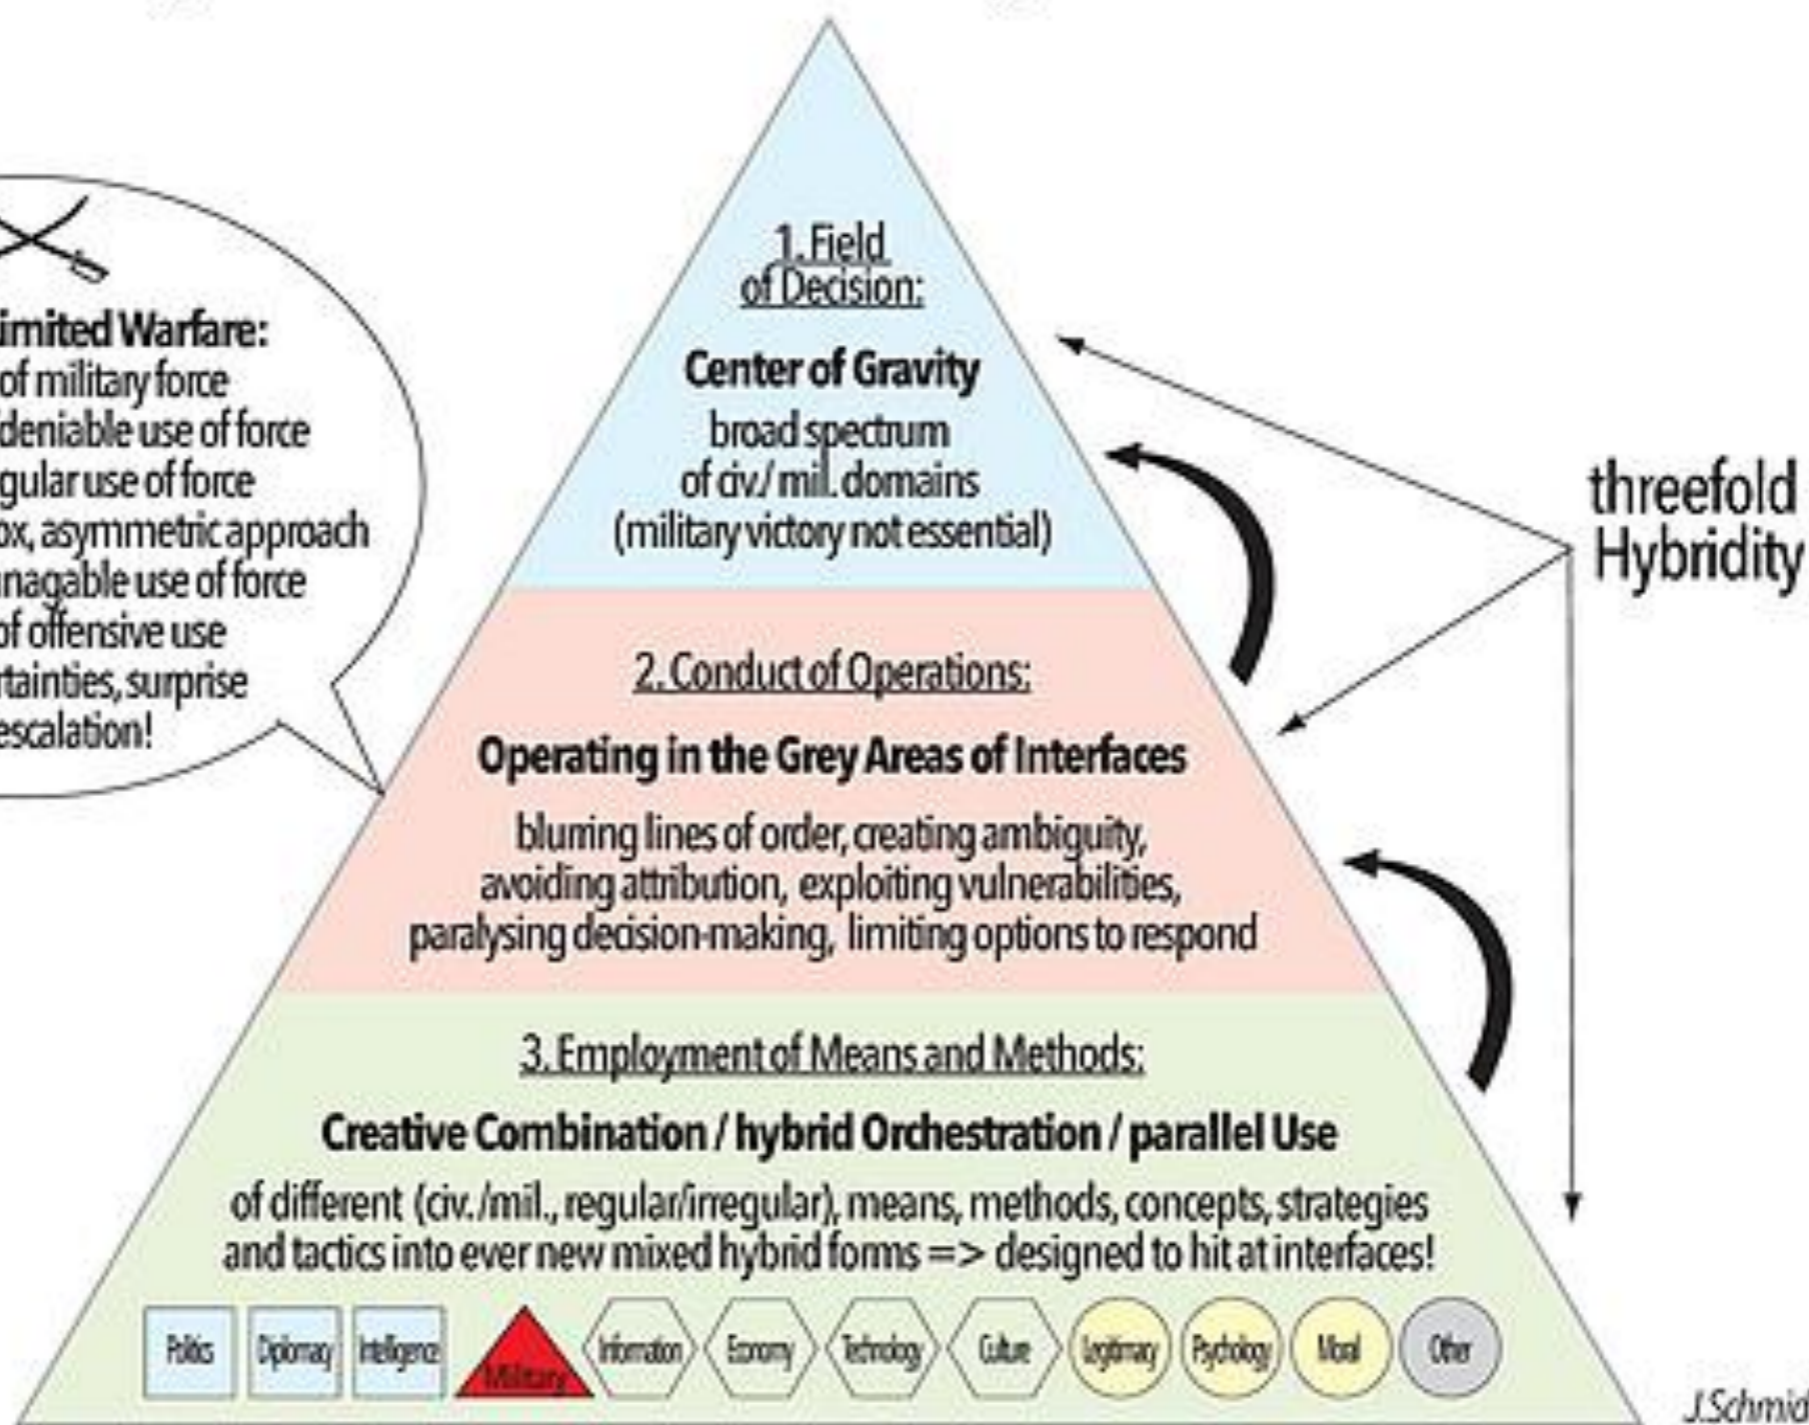 imited Warfare:
of military force
deniable use of force
gular use of force
ox, asymmetric approach
nagable use of force
of offensive use
rtainties, surprise
escalation!
1. Field
of Decision:
Center of Gravity
broad spectrum
of civ./ mil. domains
(military victory not essential)
2. Conduct of Operations:
Operating in the Grey Areas of Interfaces
blurring lines of order, creating ambiguity,
avoiding attribution, exploiting vulnerabilities,
paralysing decision-making, limiting options to respond
3. Employment of Means and Methods:
Creative Combination / hybrid Orchestration / parallel Use
of different (civ./mil., regular/irregular), means, methods, concepts, strategies
and tactics into ever new mixed hybrid forms => designed to hit at interfaces!
Politics Diplomacy Intelligence Military Information Economy Technology Culture Legitimacy Psychology Moral Other
threefold
Hybridity
J.Schmid